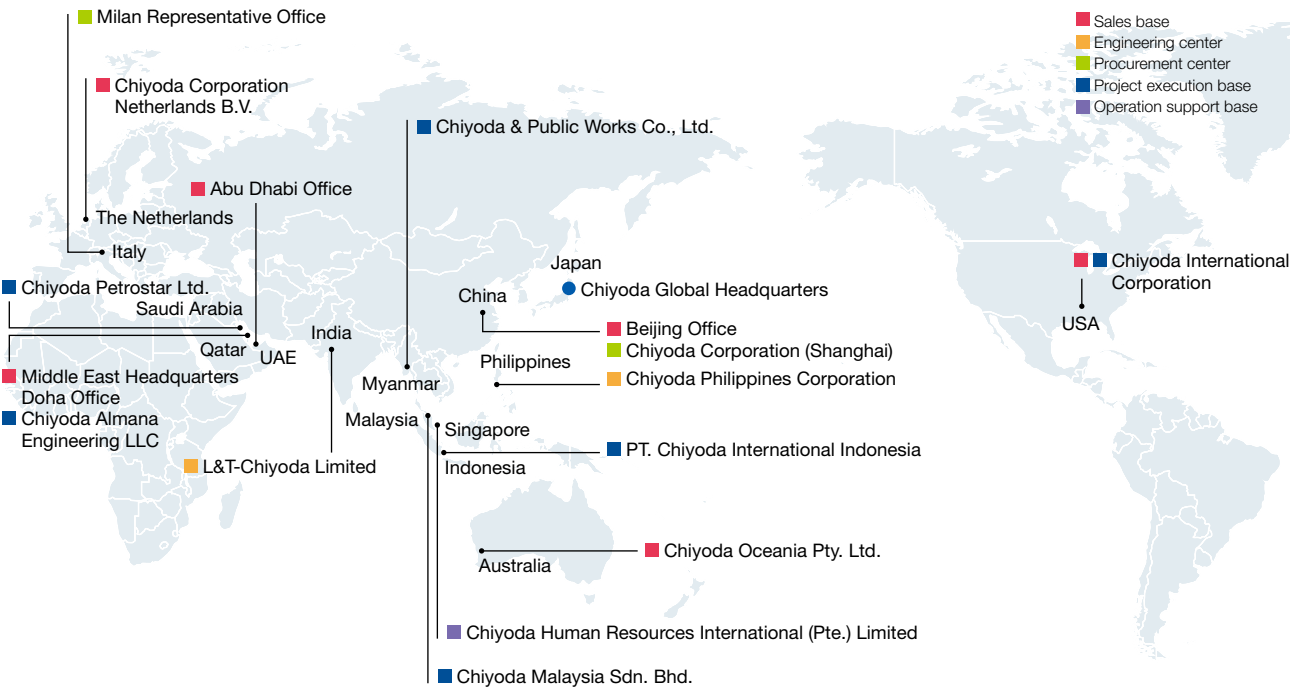 Milan Representative Office
Sales base
Engineering center
Procurement center
Project execution base
Operation support base
Chiyoda Corporation
Netherlands B.V.
Chiyoda & Public Works Co., Ltd.
Abu Dhabi Office
The Netherlands
Italy
Chiyoda Petrostar Ltd.
Saudi Arabia
Japan
Chiyoda Global Headquarters
Chiyoda International
Corporation
USA
China
Beijing Office
Chiyoda Corporation (Shanghai)
India
Qatar
UAE
Philippines
Chiyoda Philippines Corporation
Middle East Headquarters
Doha Office
Chiyoda Almana
Engineering LLC
Myanmar
Malaysia
Singapore
Indonesia
PT. Chiyoda International Indonesia
L&T-Chiyoda Limited
Chiyoda Oceania Pty. Ltd.
Australia
Chiyoda Human Resources International (Pte.) Limited
Chiyoda Malaysia Sdn. Bhd.